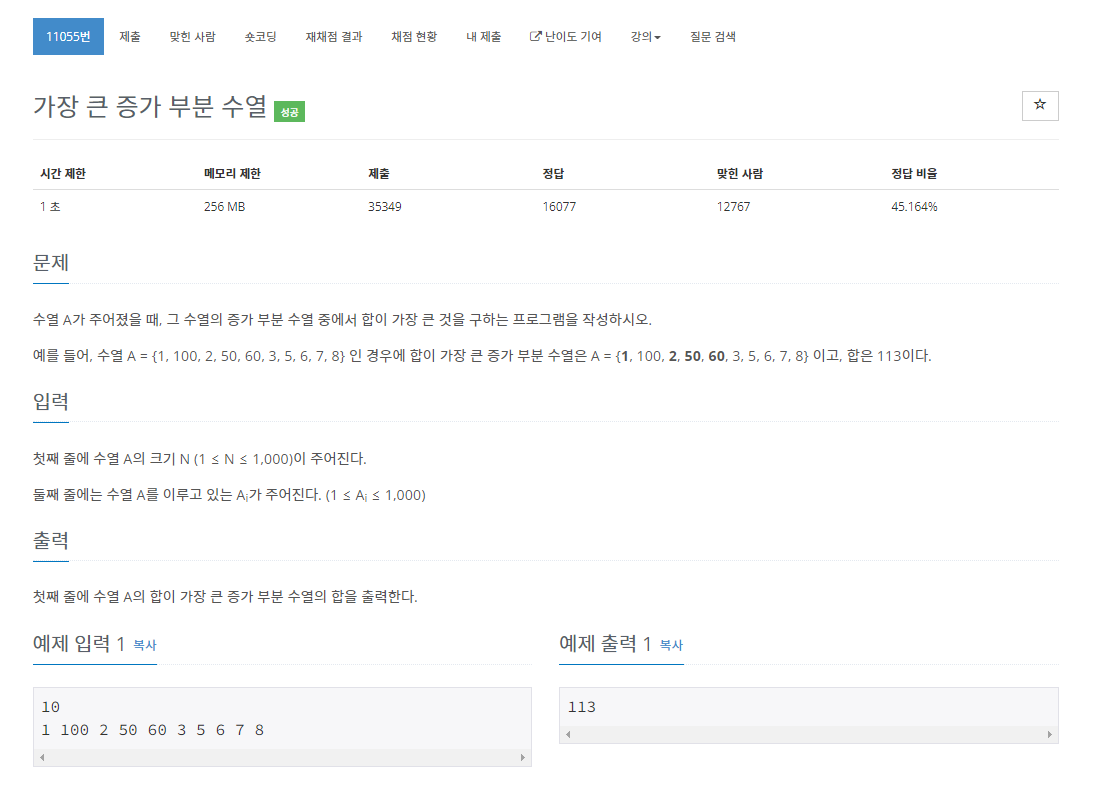 11055번 제출 맞힌 사람 숏코딩 재채점 결과 채점 현황 내 제출 난이도 기여 강의 질문 검색
가장 큰 증가 부분 수열 성공
시간 제한 메모리 제한 제출 정답 맞힌 사람 정답 비율
1 초 256 MB 35349 16077 12767 45.164%
문제
수열 A가 주어졌을 때, 그 수열의 증가 부분 수열 중에서 합이 가장 큰 것을 구하는 프로그램을 작성하시오.
예를 들어, 수열 A = {1, 100, 2, 50, 60, 3, 5, 6, 7, 8} 인 경우에 합이 가장 큰 증가 부분 수열은 A = {1, 100, 2, 50, 60, 3, 5, 6, 7, 8} 이고, 합은 113이다.
입력
첫째 줄에 수열 A의 크기 N (1 ≤ N ≤ 1,000)이 주어진다.
둘째 줄에는 수열 A를 이루고 있는 Ai가 주어진다. (1 ≤ Ai ≤ 1,000)
출력
첫째 줄에 수열 A의 합이 가장 큰 증가 부분 수열의 합을 출력한다.
예제 입력 1 복사
10
1 100 2 50 60 3 5 6 7 8
예제 출력 1 복사
113